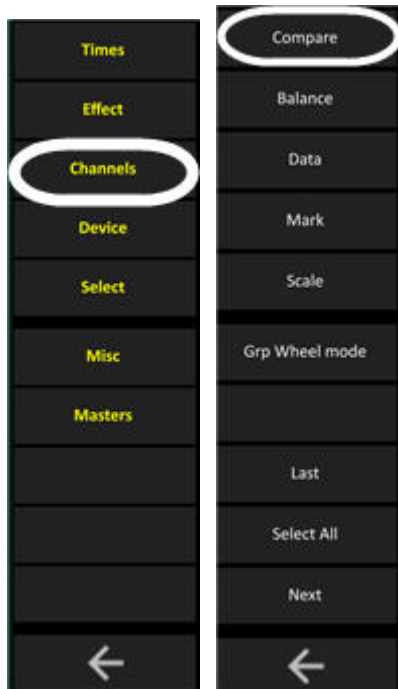 Times
Effect
Channels
Device
Select
Misc
Masters
Compare
Balance
Data
Mark
Scale
Grp Wheel mode
Last
Select All
Next